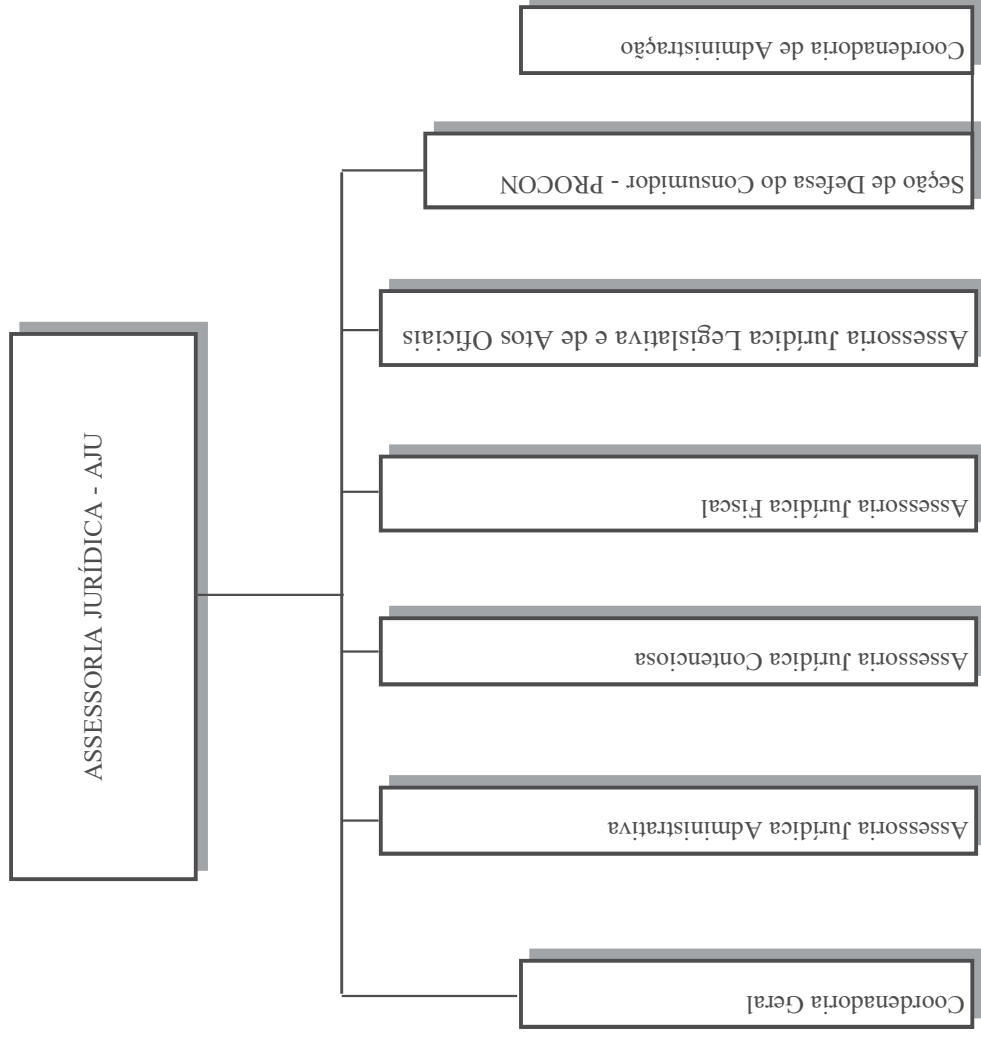 ASSESSORIA JURÍDICA - AJU
Coordenadoria Geral
Assessoria Jurídica Administrativa
Assessoria Jurídica Contenciosa
Assessoria Jurídica Fiscal
Assessoria Jurídica Legislativa e de Atos Oficiais
Seção de Defesa do Consumidor - PROCON
Coordenadoria de Administração